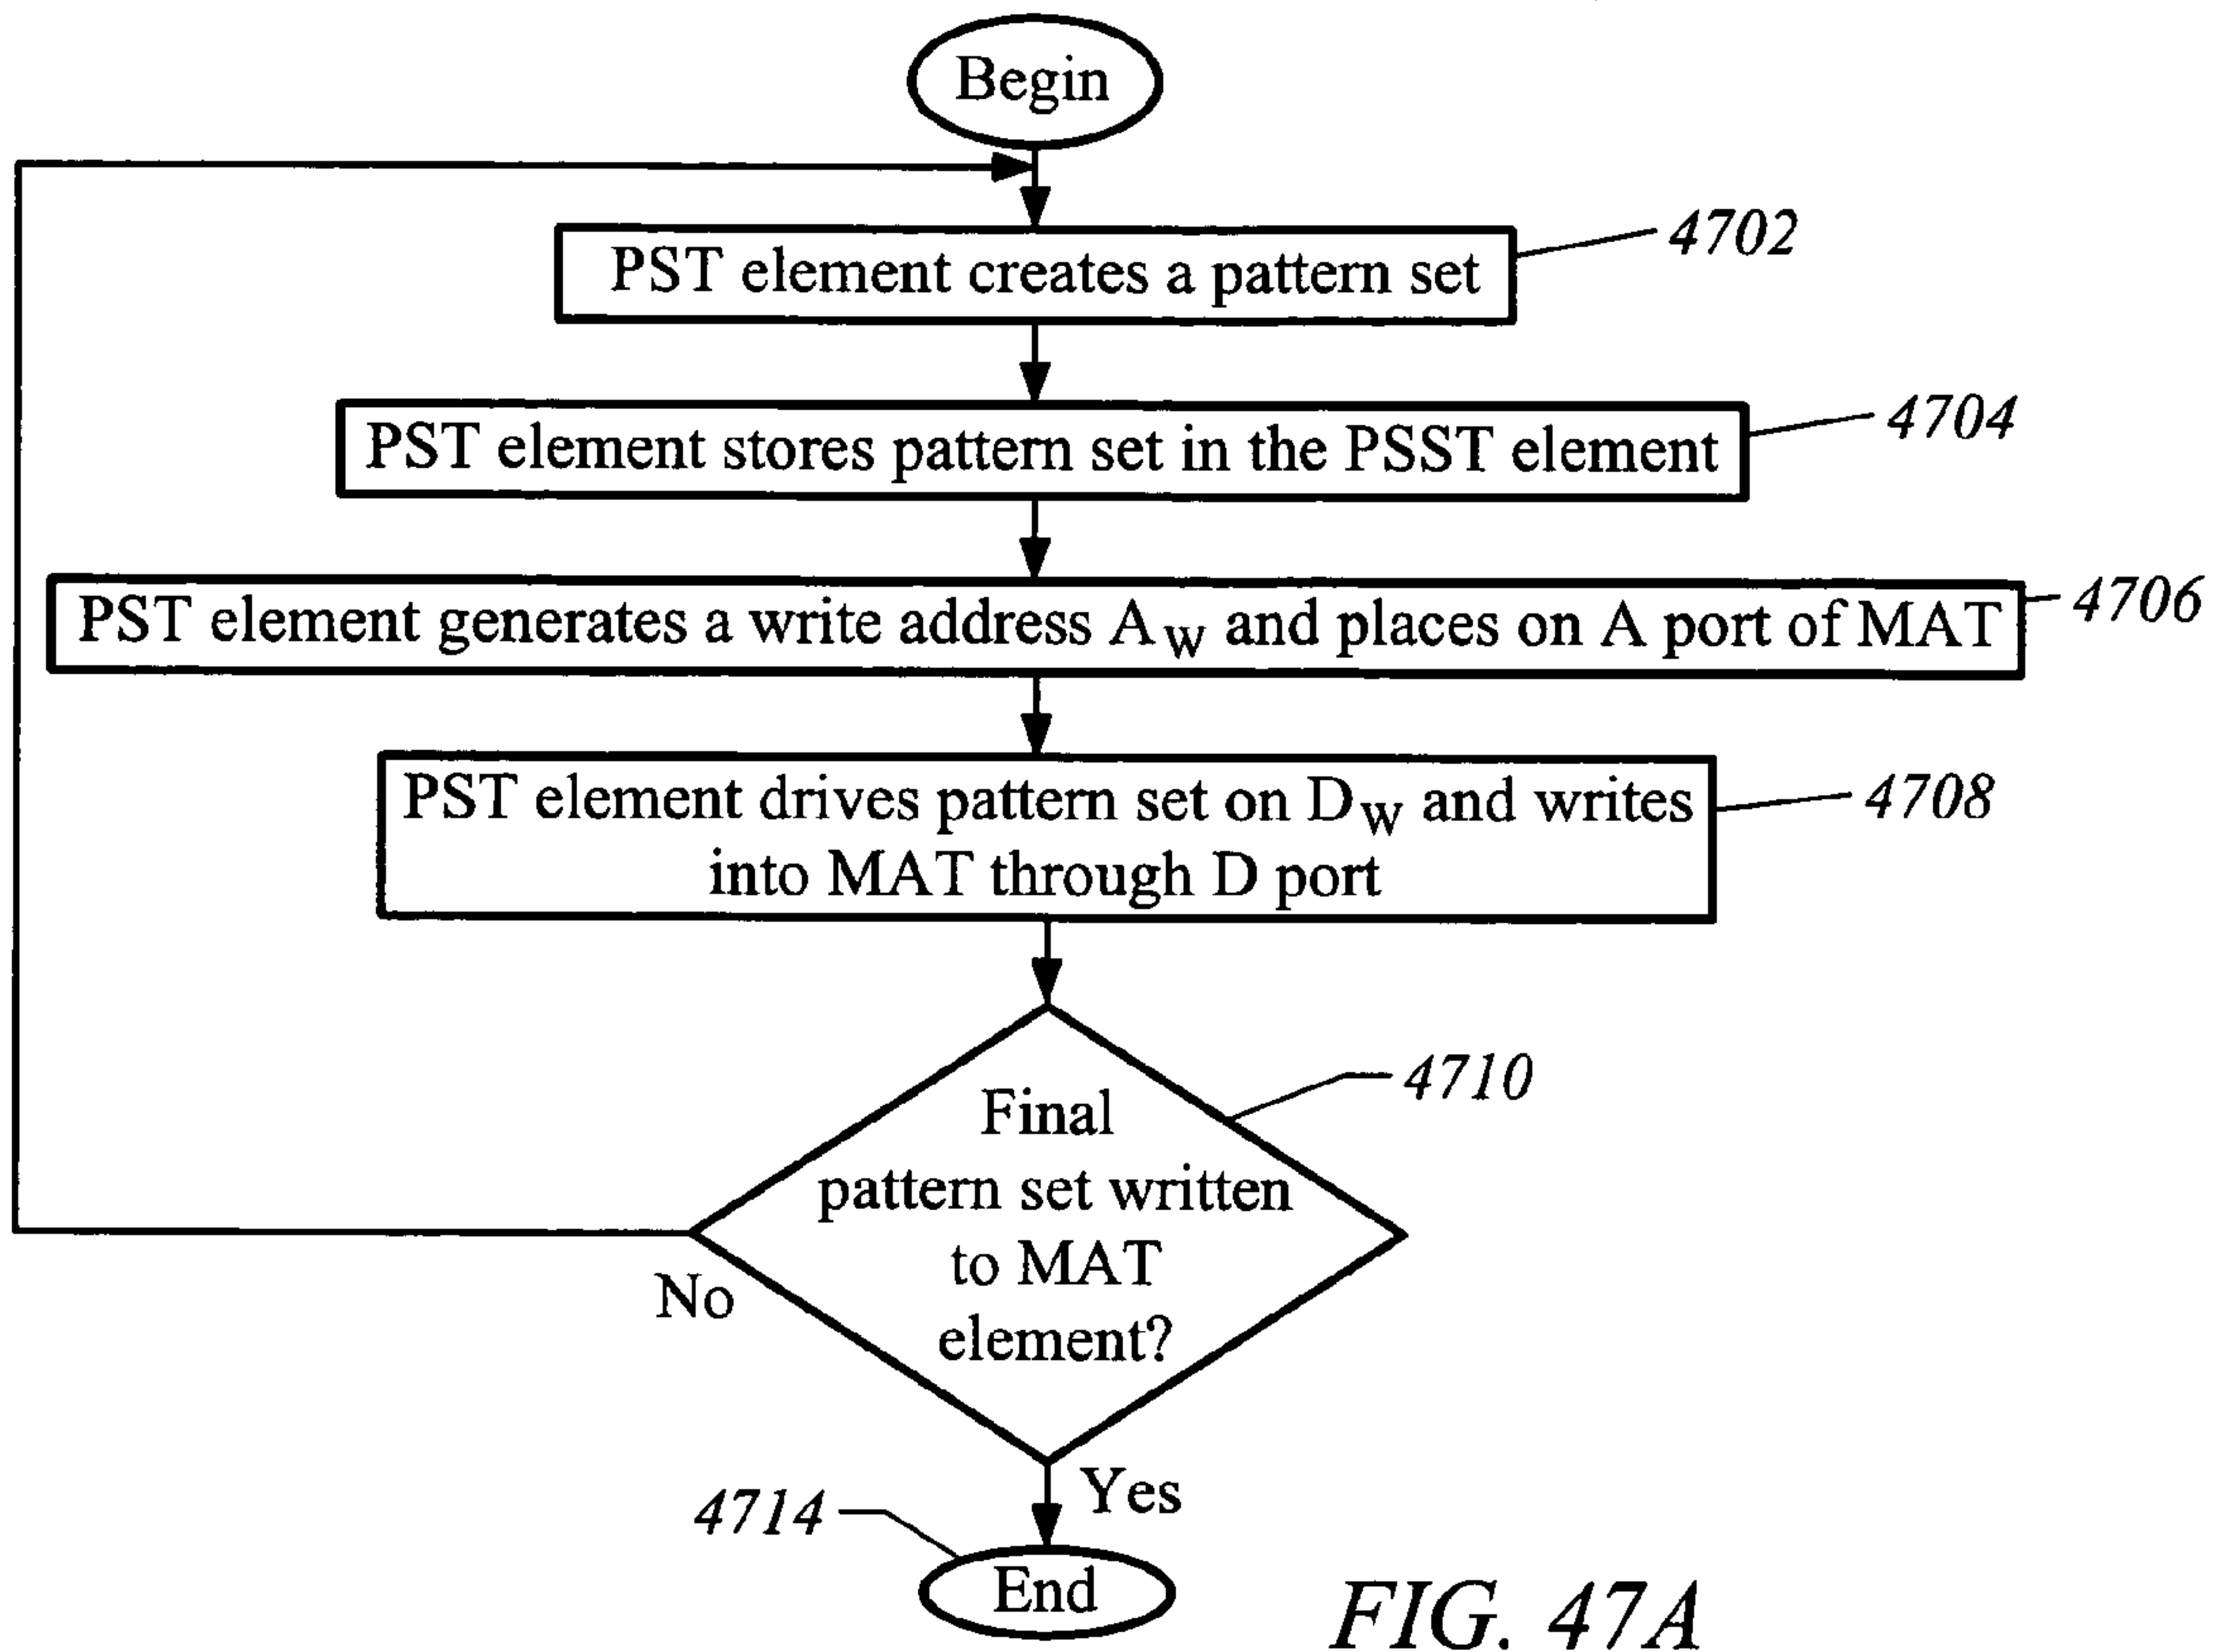 Begin
PST element creates a pattern set
4702
PST element stores pattern set in the PSST element
4704
PST element generates a write address AW and places on A port of MAT
4706
PST element drives pattern set on DW and writes
into MAT through D port
4708
Final
pattern set written
to MAT
element?
4710
No
Yes
4714
End
FIG. 47A